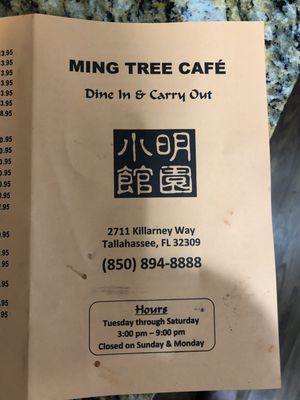 MING TREE CAFÉ
Dine In & Carry Out
明園
小館
2711 Killarney Way
Tallahassee, FL 32309
(850) 894-8888
Hours
Tuesday through Saturday
3:00 pm – 9:00 pm
Closed on Sunday & Monday